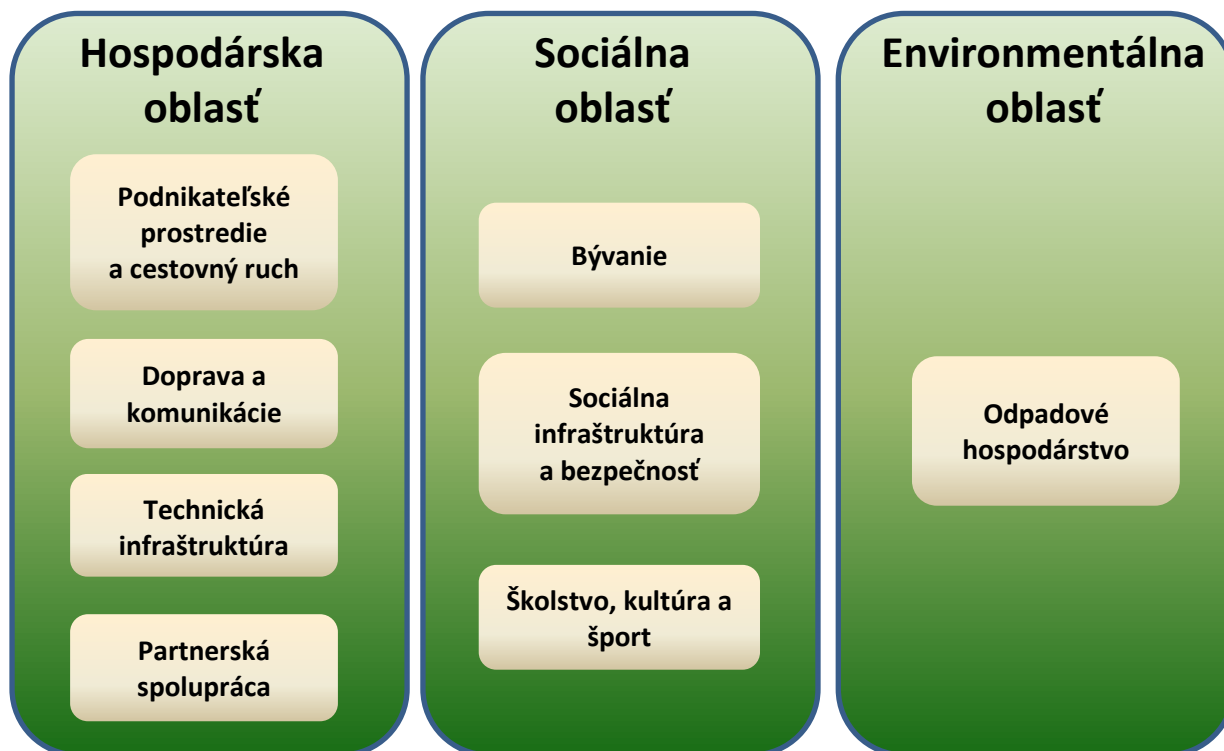 Hospodárska
oblasť
Podnikateľské
prostredie
a cestovný ruch
Doprava a
komunikácie
Technická
infraštruktúra
Partnerská
spolupráca
Sociálna
oblasť
Bývanie
Sociálna
infraštruktúra
a bezpečnosť
Školstvo, kultúra a
šport
Environmentálna
oblasť
Odpadové
hospodárstvo